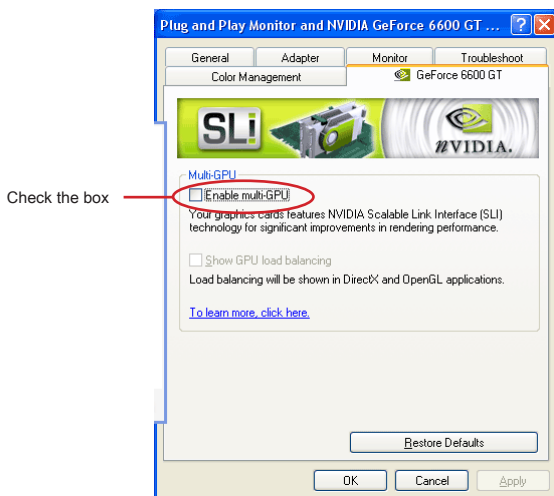 Plug and Play Monitor and NVIDIA GeForce 6600 GT ...
General Adapter Monitor Troubleshoot
Color Management GeForce 6600 GT
SLi
nVIDIA.
Multi-GPU
Check the box
Enable multi-GPU
Your graphics cards features NVIDIA Scalable Link Interface (SLI)
technology for significant improvements in rendering performance.
Show GPU load balancing
Load balancing will be shown in DirectX and OpenGL applications.
To learn more, click here.
Restore Defaults
OK Cancel Apply